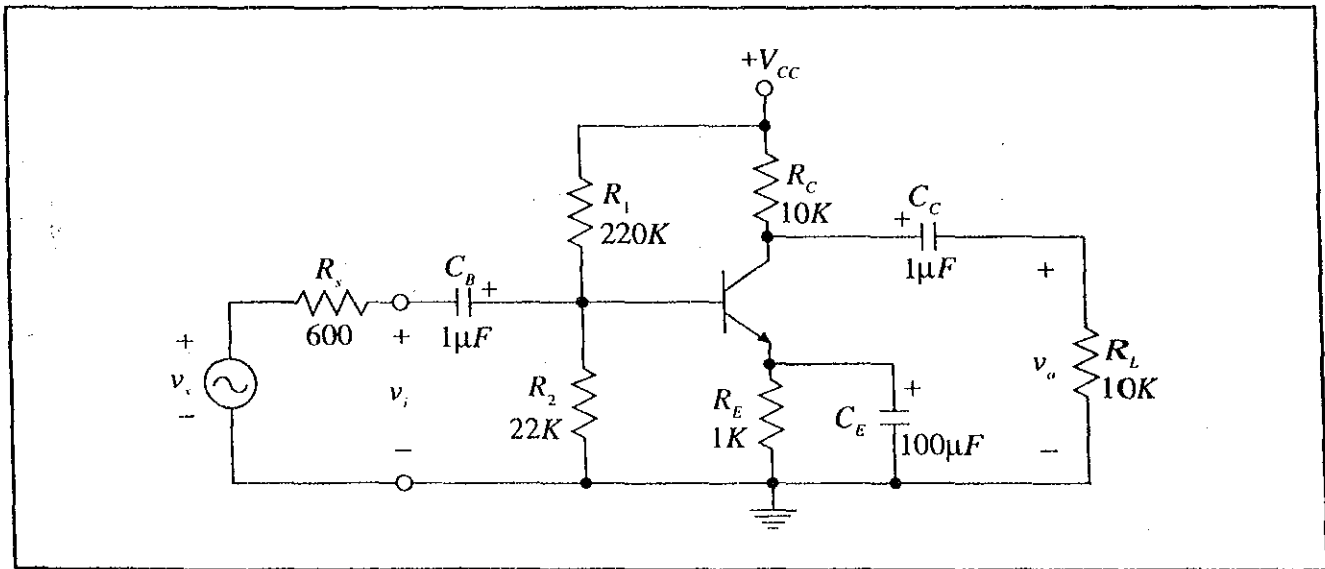 +V_CC
R_1
220K
R_C
10K
C_C
+
1μF
R_s
600
C_B
+
1μF
+
v_s
−
+
v_i
−
R_2
22K
R_E
1K
+
C_E
100μF
+
v_o
−
R_L
10K